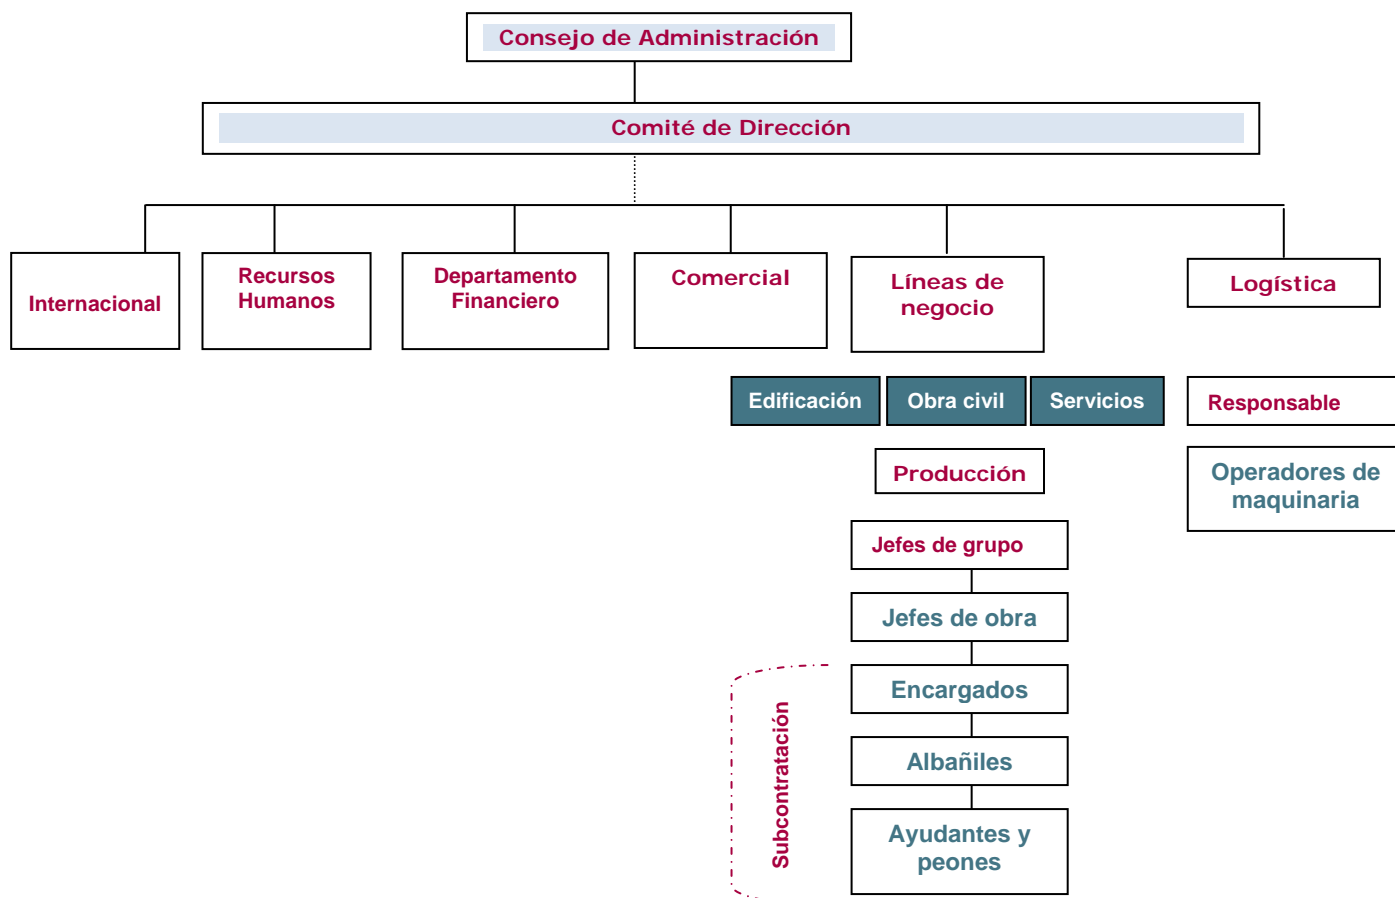 Consejo de Administración
Comité de Dirección
Internacional
Recursos
Humanos
Departamento
Financiero
Comercial
Líneas de
negocio
Logística
Edificación
Obra civil
Servicios
Responsable
Producción
Operadores de
maquinaria
Jefes de grupo
Jefes de obra
Encargados
Albañiles
Ayudantes y
peones
Subcontratación